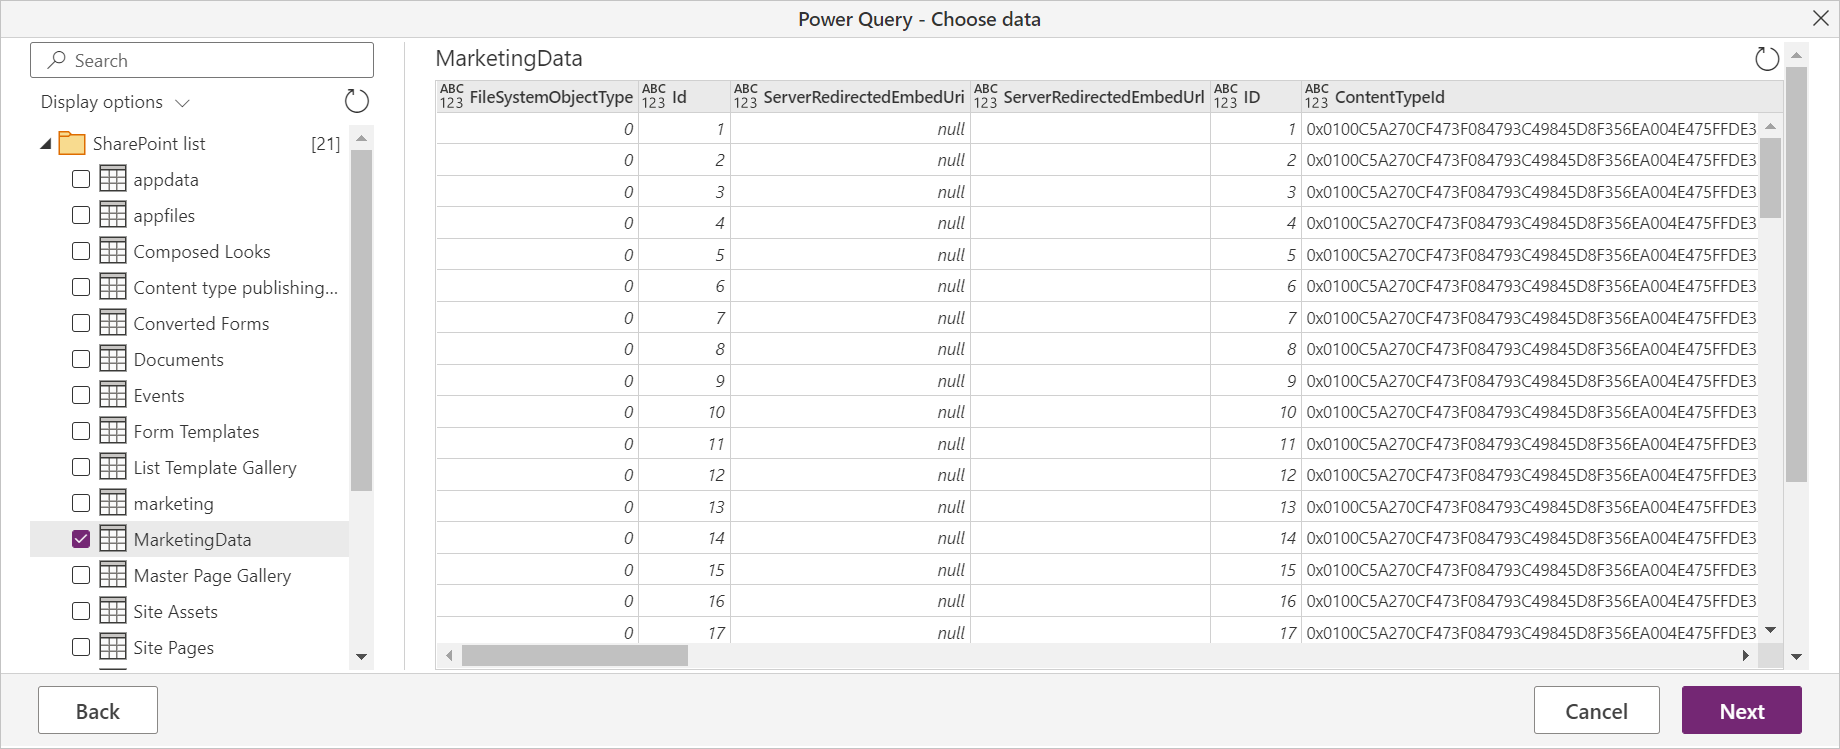 Power Query - Choose data
Search
Display options
SharePoint list [21]
appdata
appfiles
Composed Looks
Content type publishing...
Converted Forms
Documents
Events
Form Templates
List Template Gallery
marketing
MarketingData
Master Page Gallery
Site Assets
Site Pages
MarketingData
ABC 123 FileSystemObjectType ABC 123 Id ABC 123 ServerRedirectedEmbedUri ABC 123 ServerRedirectedEmbedUrl ABC 123 ID ABC 123 ContentTypeId
0 1 null 1 0x0100C5A270CF473F084793C49845D8F356EA004E475FFDE3
0 2 null 2 0x0100C5A270CF473F084793C49845D8F356EA004E475FFDE3
0 3 null 3 0x0100C5A270CF473F084793C49845D8F356EA004E475FFDE3
0 4 null 4 0x0100C5A270CF473F084793C49845D8F356EA004E475FFDE3
0 5 null 5 0x0100C5A270CF473F084793C49845D8F356EA004E475FFDE3
0 6 null 6 0x0100C5A270CF473F084793C49845D8F356EA004E475FFDE3
0 7 null 7 0x0100C5A270CF473F084793C49845D8F356EA004E475FFDE3
0 8 null 8 0x0100C5A270CF473F084793C49845D8F356EA004E475FFDE3
0 9 null 9 0x0100C5A270CF473F084793C49845D8F356EA004E475FFDE3
0 10 null 10 0x0100C5A270CF473F084793C49845D8F356EA004E475FFDE3
0 11 null 11 0x0100C5A270CF473F084793C49845D8F356EA004E475FFDE3
0 12 null 12 0x0100C5A270CF473F084793C49845D8F356EA004E475FFDE3
0 13 null 13 0x0100C5A270CF473F084793C49845D8F356EA004E475FFDE3
0 14 null 14 0x0100C5A270CF473F084793C49845D8F356EA004E475FFDE3
0 15 null 15 0x0100C5A270CF473F084793C49845D8F356EA004E475FFDE3
0 16 null 16 0x0100C5A270CF473F084793C49845D8F356EA004E475FFDE3
0 17 null 17 0x0100C5A270CF473F084793C49845D8F356EA004E475FFDE3
Back
Cancel
Next